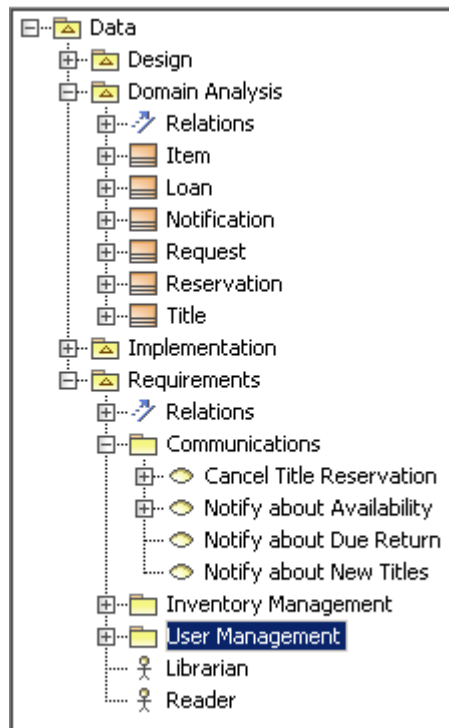 Data
Design
Domain Analysis
Relations
Item
Loan
Notification
Request
Reservation
Title
Implementation
Requirements
Relations
Communications
Cancel Title Reservation
Notify about Availability
Notify about Due Return
Notify about New Titles
Inventory Management
User Management
Librarian
Reader